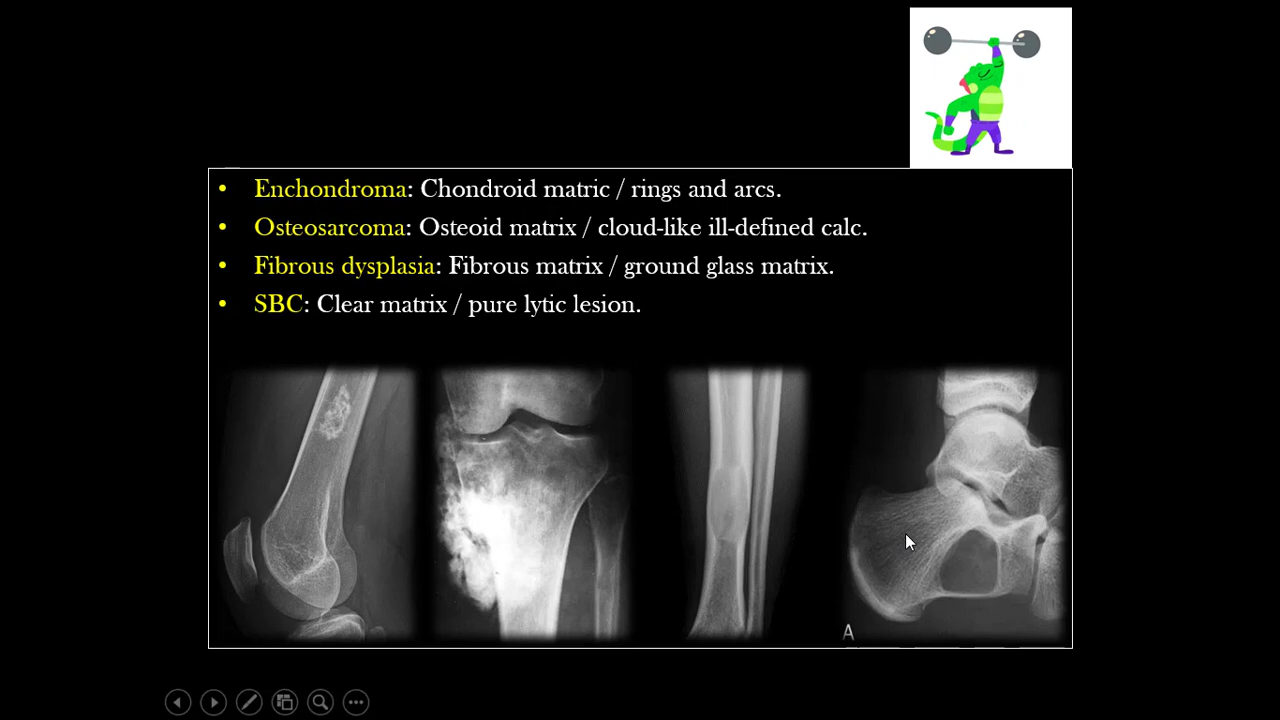 • Enchondroma: Chondroid matric / rings and arcs.
• Osteosarcoma: Osteoid matrix / cloud-like ill-defined calc.
• Fibrous dysplasia: Fibrous matrix / ground glass matrix.
• SBC: Clear matrix / pure lytic lesion.
A